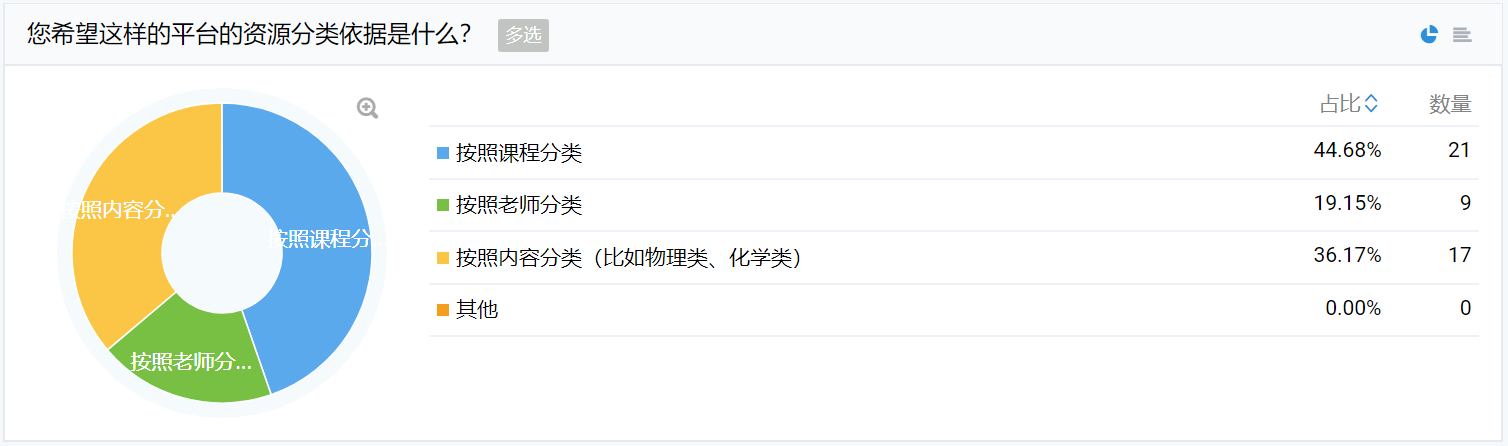 您希望这样的平台的资源分类依据是什么？ 多选
占比 数量
按照课程分类 44.68% 21
按照老师分类 19.15% 9
按照内容分类（比如物理类、化学类） 36.17% 17
其他 0.00% 0
按照内容分...
按照课程分...
按照老师分...